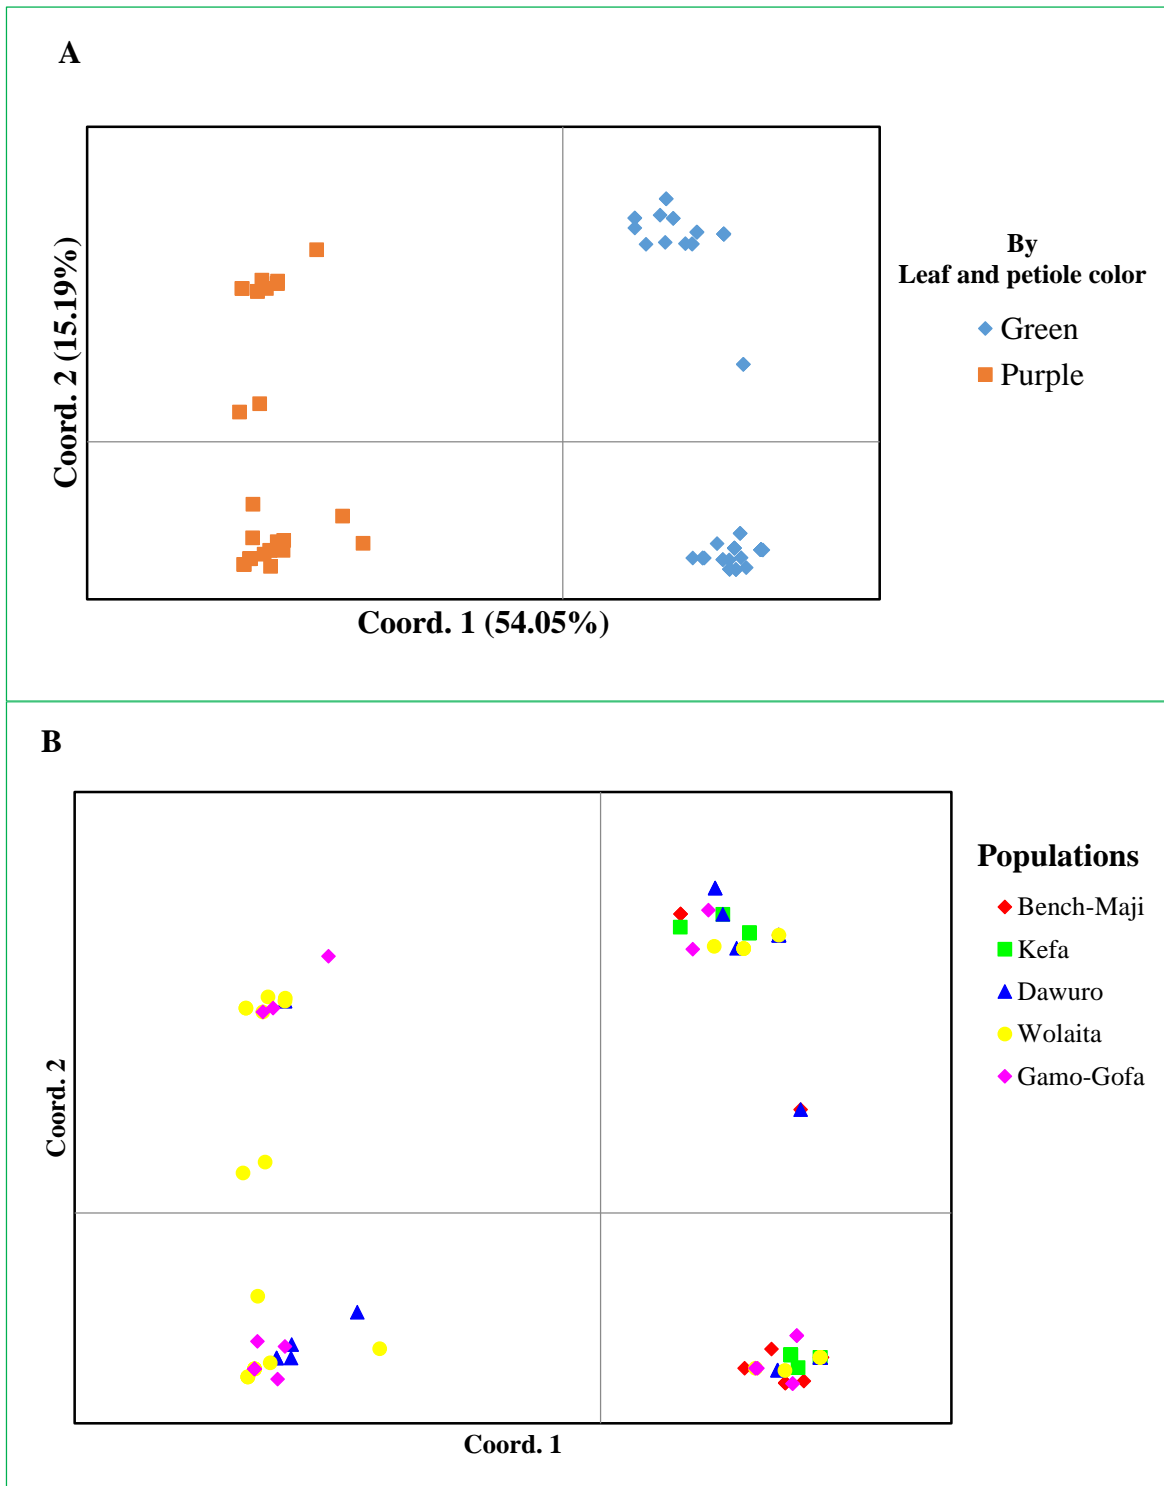 A
Coord. 2 (15.19%)
Coord. 1 (54.05%)
By
Leaf and petiole color
Green
Purple
B
Coord. 2
Coord. 1
Populations
Bench-Maji
Kefa
Dawuro
Wolaita
Gamo-Gofa